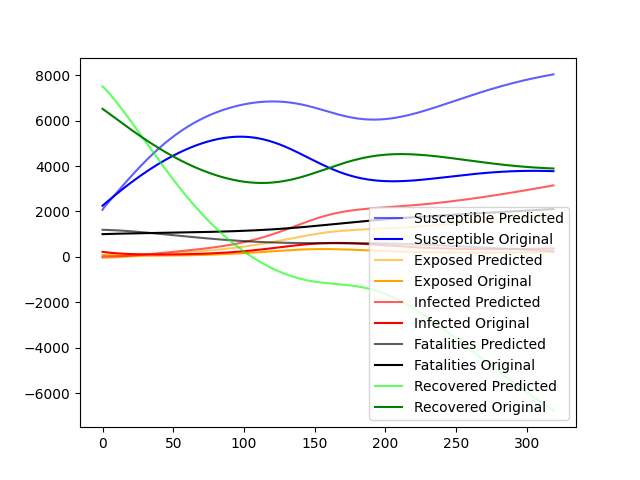 8000
6000
4000
2000
0
−2000
−4000
−6000
0 50 100 150 200 250 300
Susceptible Predicted
Susceptible Original
Exposed Predicted
Exposed Original
Infected Predicted
Infected Original
Fatalities Predicted
Fatalities Original
Recovered Predicted
Recovered Original